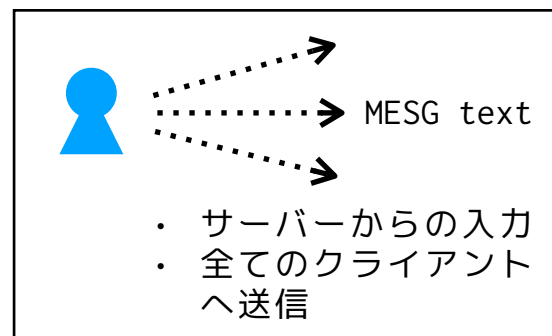 MESG text
・ サーバーからの入力
・ 全てのクライアント
へ送信